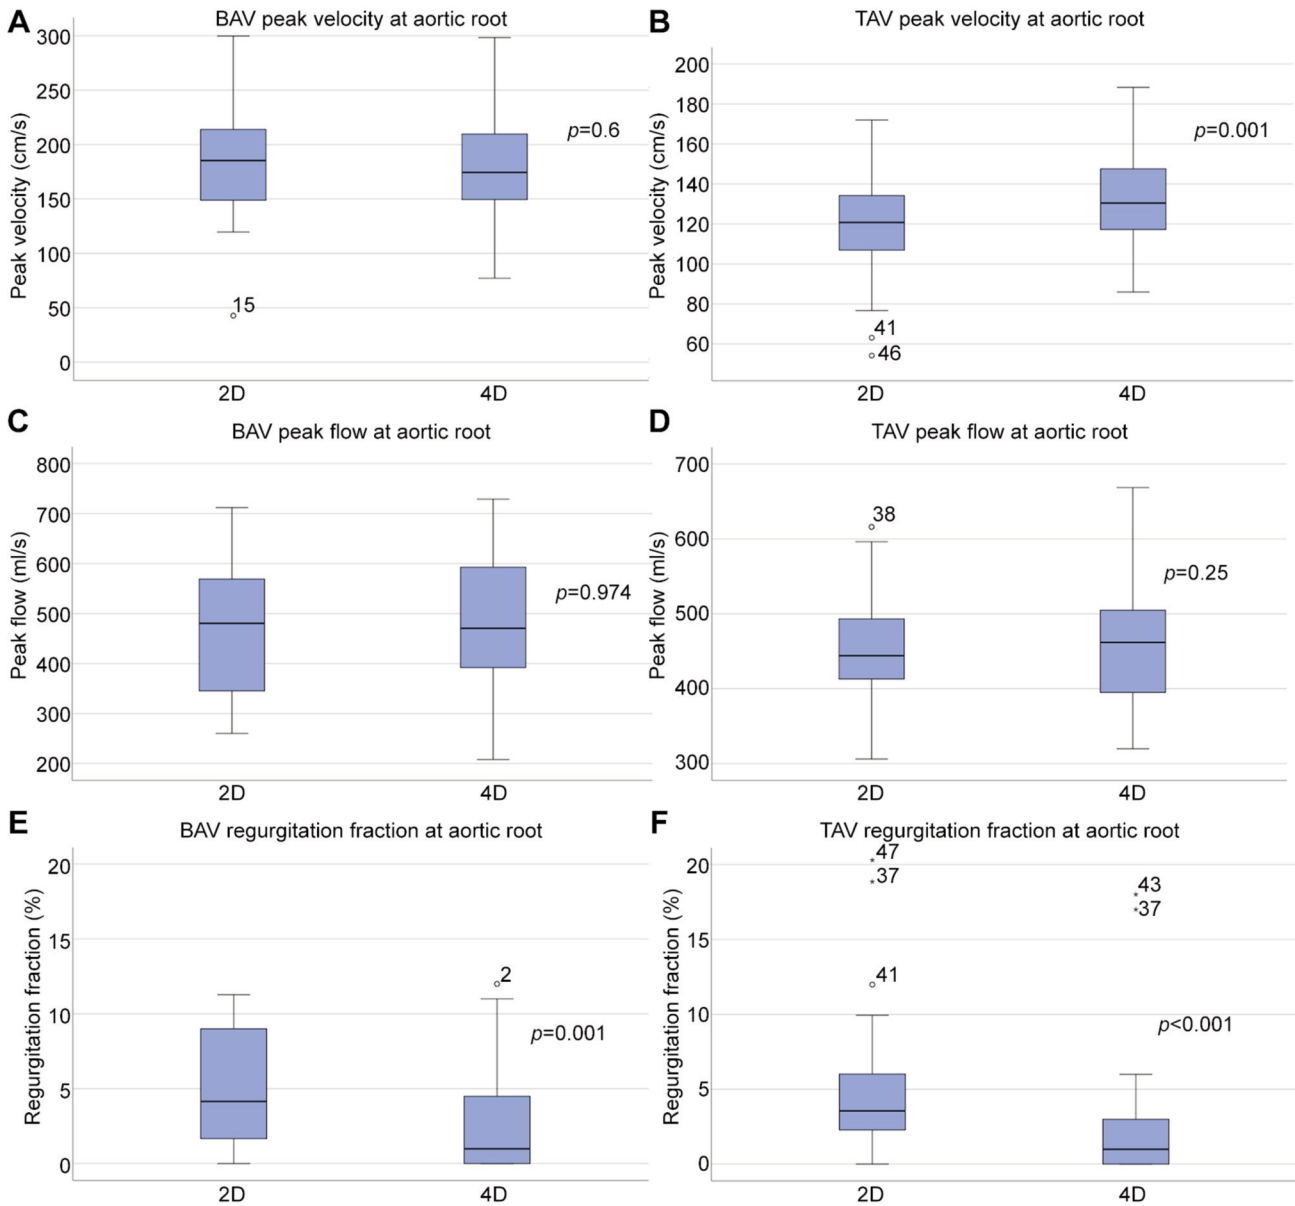 A
BAV peak velocity at aortic root
Peak velocity (cm/s)
300
250
200
150
100
50
0
p=0.6
15
2D
4D
B
TAV peak velocity at aortic root
Peak velocity (cm/s)
200
180
160
140
120
100
80
60
p=0.001
41
46
2D
4D
C
BAV peak flow at aortic root
Peak flow (ml/s)
800
700
600
500
400
300
200
p=0.974
2D
4D
D
TAV peak flow at aortic root
Peak flow (ml/s)
700
600
500
400
300
38
p=0.25
2D
4D
E
BAV regurgitation fraction at aortic root
Regurgitation fraction (%)
20
15
10
5
0
2
p=0.001
2D
4D
F
TAV regurgitation fraction at aortic root
Regurgitation fraction (%)
20
15
10
5
0
*47
*37
41
*43
*37
p<0.001
2D
4D